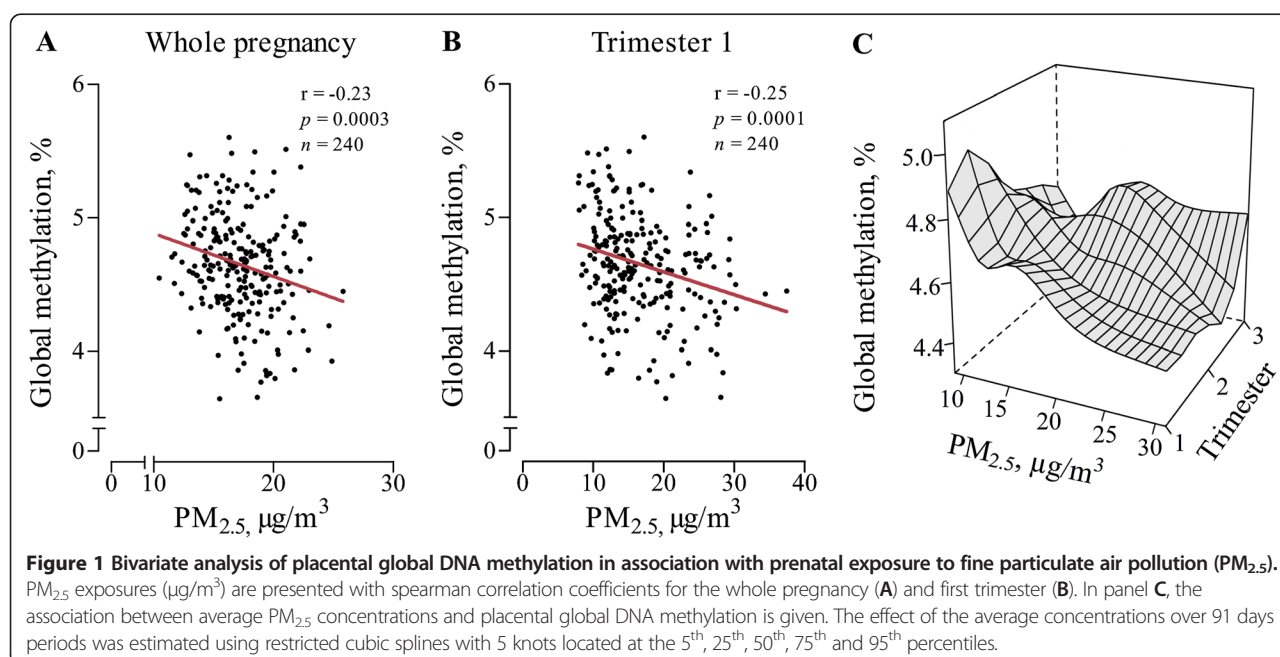 A Whole pregnancy
6
5
4
0
Global methylation, %
r = -0.23
p = 0.0003
n = 240
0 10 20 30
PM2.5, μg/m³
B Trimester 1
6
5
4
0
Global methylation, %
r = -0.25
p = 0.0001
n = 240
0 10 20 30 40
PM2.5, μg/m³
C
5.0
4.8
4.6
4.4
Global methylation, %
10 15 20 25 30
PM2.5, μg/m³
1 2 3
Trimester
Figure 1 Bivariate analysis of placental global DNA methylation in association with prenatal exposure to fine particulate air pollution (PM2.5).
PM2.5 exposures (μg/m³) are presented with spearman correlation coefficients for the whole pregnancy (A) and first trimester (B). In panel C, the
association between average PM2.5 concentrations and placental global DNA methylation is given. The effect of the average concentrations over 91 days
periods was estimated using restricted cubic splines with 5 knots located at the 5th, 25th, 50th, 75th and 95th percentiles.